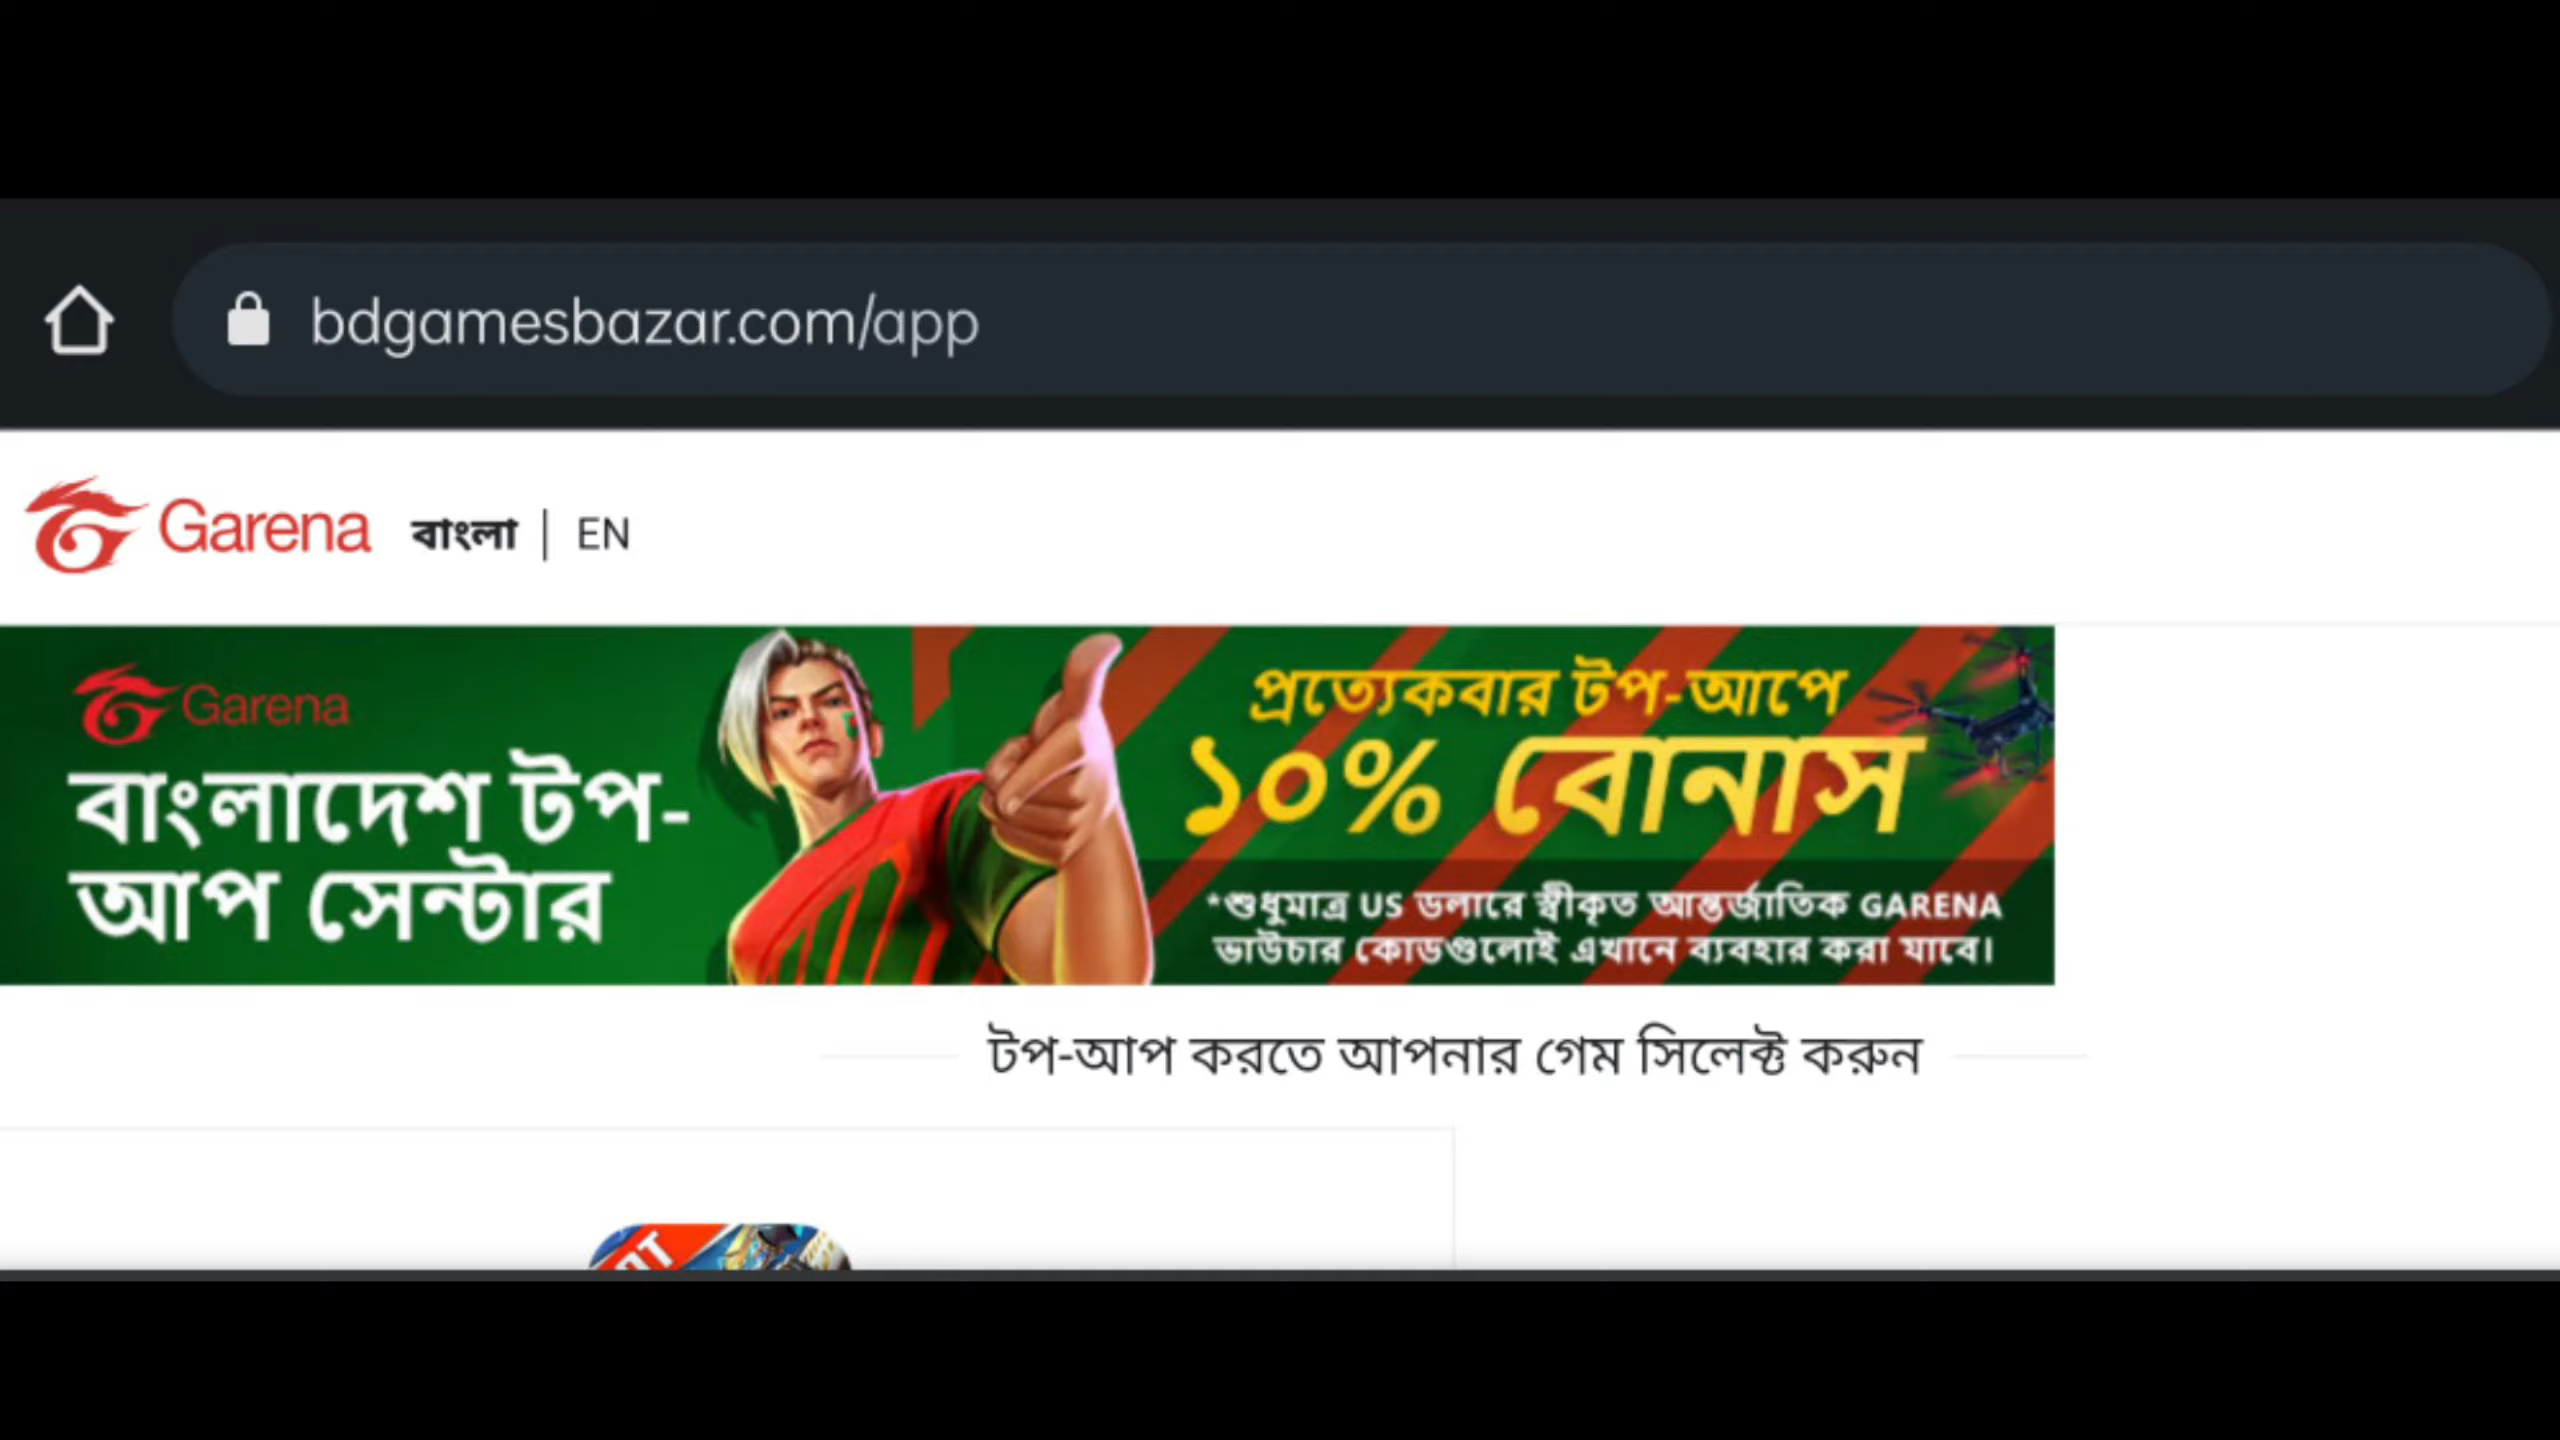 bdgamesbazar.com/app
Garena বাংলা | EN
Garena
বাংলাদেশ টপ-
আপ সেন্টার
প্রত্যেকবার টপ-আপে
১০% বোনাস
*শুধুমাত্র US ডলারে স্বীকৃত আন্তর্জাতিক GARENA
ভাউচার কোডগুলোই এখানে ব্যবহার করা যাবে।
টপ-আপ করতে আপনার গেম সিলেক্ট করুন